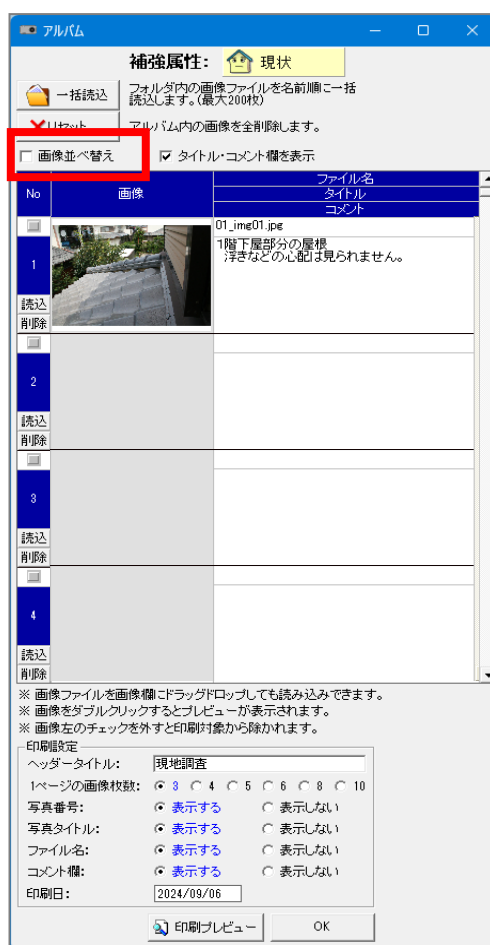 アルバム
補強属性: 現状
一括読込 フォルダ内の画像ファイルを名前順に一括
読込します。(最大200枚)
リセット アルバム内の画像を全削除します。
画像並べ替え タイトル・コメント欄を表示
No 画像 ファイル名
タイトル
コメント
01_img01.jpg
1 1階下屋部分の屋根
浮きなどの心配は見られません。
読込
削除
2
読込
削除
3
読込
削除
4
読込
削除
※ 画像ファイルを画像欄にドラッグドロップしても読み込みできます。
※ 画像をダブルクリックするとプレビューが表示されます。
※ 画像左のチェックを外すと印刷対象から除かれます。
印刷設定
ヘッダータイトル: 現地調査
1ページの画像枚数: 3 4 5 6 8 10
写真番号: 表示する 表示しない
写真タイトル: 表示する 表示しない
ファイル名: 表示する 表示しない
コメント欄: 表示する 表示しない
印刷日: 2024/09/06
印刷プレビュー OK